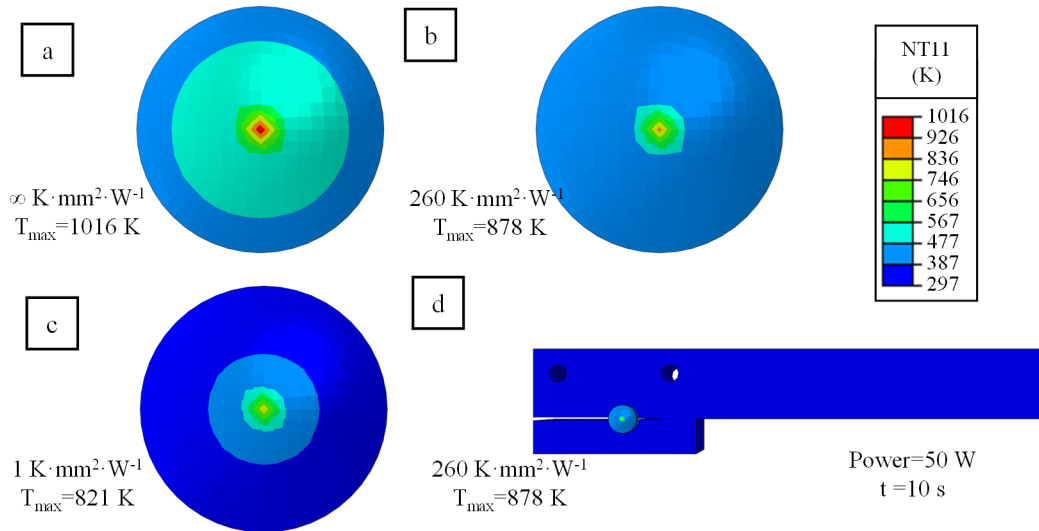 a
∞ K·mm²·W⁻¹
Tmax=1016 K
b
260 K·mm²·W⁻¹
Tmax=878 K
NT11
(K)
1016
926
836
746
656
567
477
387
297
c
1 K·mm²·W⁻¹
Tmax=821 K
d
260 K·mm²·W⁻¹
Tmax=878 K
Power=50 W
t =10 s